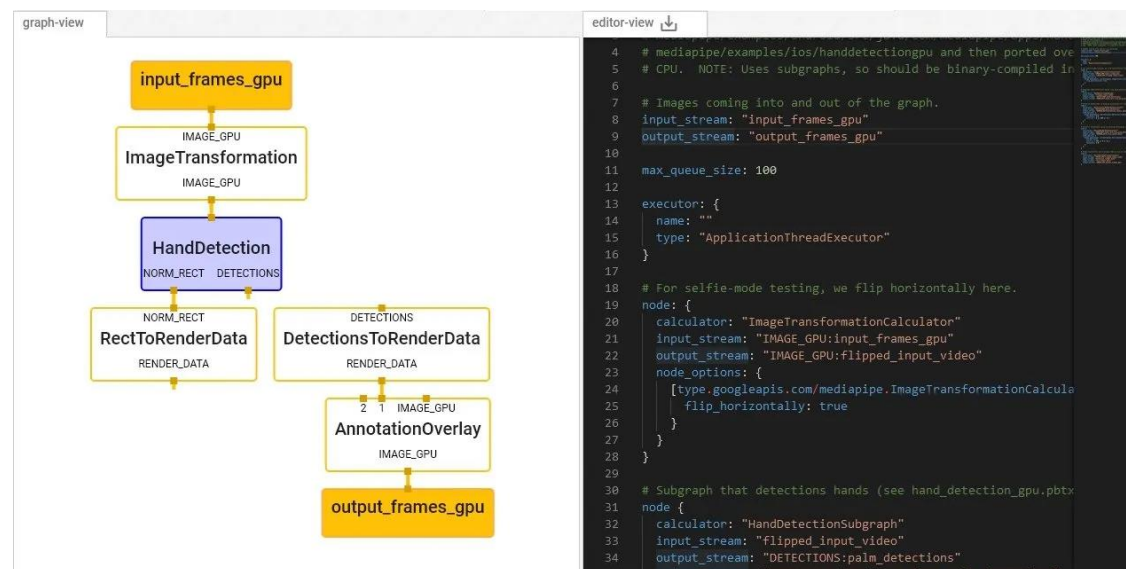 graph-view
input_frames_gpu
IMAGE_GPU
ImageTransformation
IMAGE_GPU
HandDetection
NORM_RECT DETECTIONS
NORM_RECT
RectToRenderData
RENDER_DATA
DETECTIONS
DetectionsToRenderData
RENDER_DATA
2 1 IMAGE_GPU
AnnotationOverlay
IMAGE_GPU
output_frames_gpu
editor-view
4 # mediapipe/examples/ios/handdetectiongpu and then ported ove
5 # CPU.  NOTE: Uses subgraphs, so should be binary-compiled in
6
7 # Images coming into and out of the graph.
8 input_stream: "input_frames_gpu"
9 output_stream: "output_frames_gpu"
10
11 max_queue_size: 100
12
13 executor: {
14   name: ""
15   type: "ApplicationThreadExecutor"
16 }
17
18 # For selfie-mode testing, we flip horizontally here.
19 node: {
20   calculator: "ImageTransformationCalculator"
21   input_stream: "IMAGE_GPU:input_frames_gpu"
22   output_stream: "IMAGE_GPU:flipped_input_video"
23   node_options: {
24     [type.googleapis.com/mediapipe.ImageTransformationCalcula
25       flip_horizontally: true
26     }
27   }
28 }
29
30 # Subgraph that detections hands (see hand_detection_gpu.pbtx
31 node {
32   calculator: "HandDetectionSubgraph"
33   input_stream: "flipped_input_video"
34   output_stream: "DETECTIONS:palm_detections"